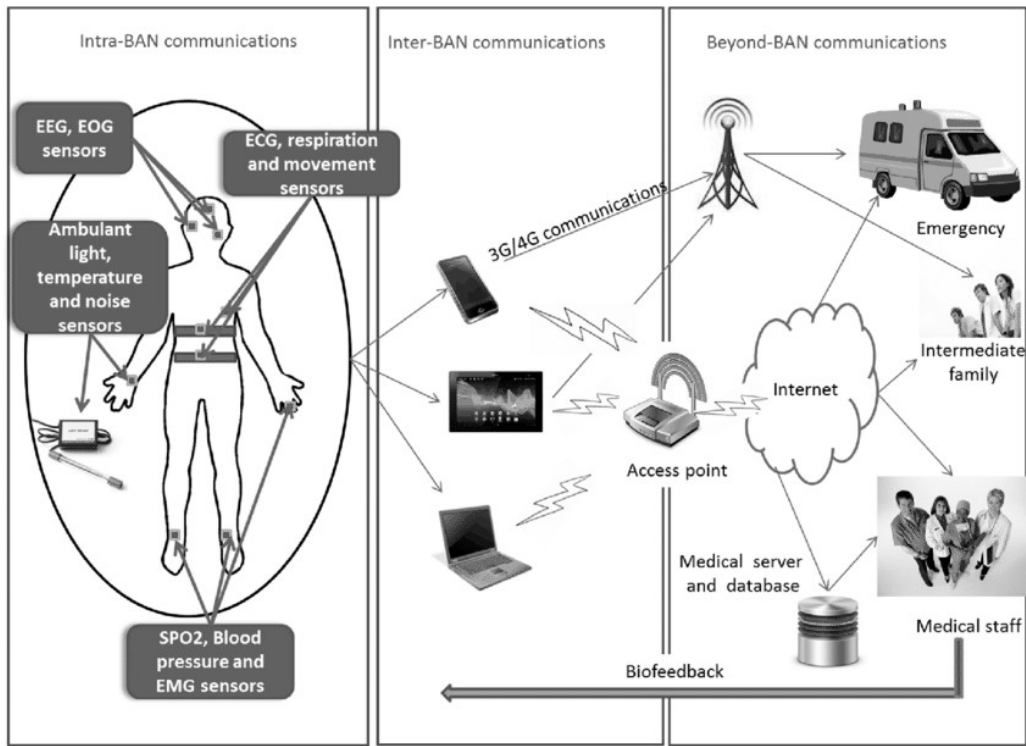 Intra-BAN communications
EEG, EOG
sensors
ECG, respiration
and movement
sensors
Ambulant
light,
temperature
and noise
sensors
SPO2, Blood
pressure and
EMG sensors
Inter-BAN communications
3G/4G communications
Access point
Beyond-BAN communications
Emergency
Intermediate
family
Internet
Medical server
and database
Medical staff
Biofeedback